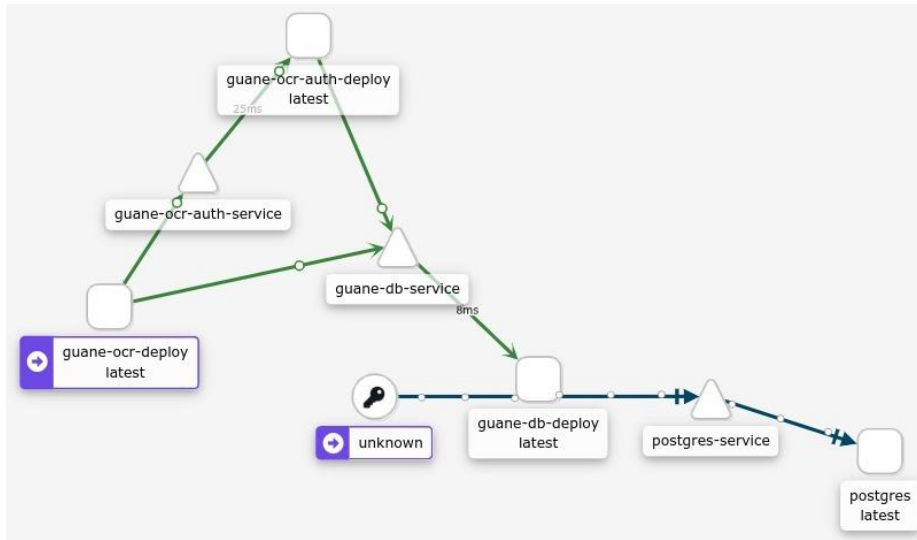 guane-ocr-auth-deploy
latest
25ms
guane-ocr-auth-service
guane-db-service
8ms
guane-ocr-deploy
latest
guane-db-deploy
latest
unknown
postgres-service
postgres
latest